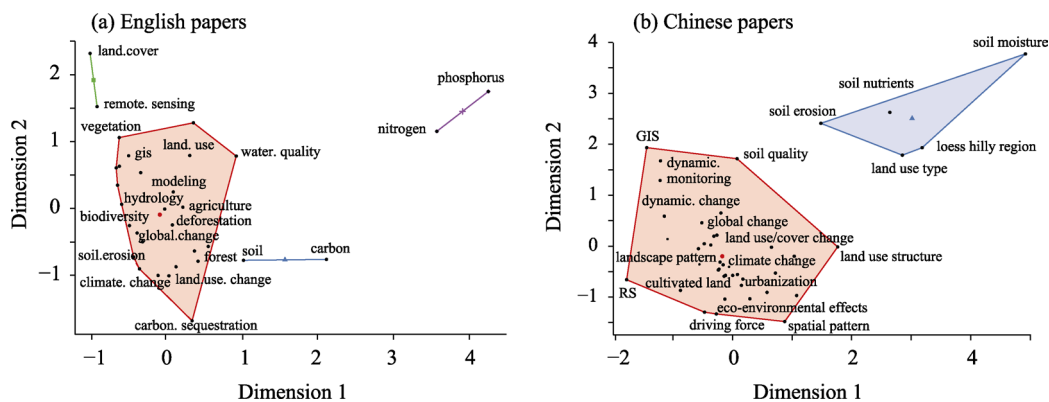 (a) English papers
land.cover
2
remote. sensing
phosphorus
nitrogen
vegetation
1
gis
land. use
water. quality
modeling
hydrology
agriculture
0
biodiversity
deforestation
global.change
soil.erosion
forest
soil
carbon
−1
climate. change
land use. change
carbon. sequestration
−1
0
1
2
3
4
Dimension 1
Dimension 2
(b) Chinese papers
4
soil moisture
3
soil nutrients
soil erosion
2
GIS
loess hilly region
soil quality
land use type
dynamic.
monitoring
1
dynamic. change
global change
land use/cover change
0
landscape pattern
climate change
land use structure
RS
cultivated land
urbanization
−1
eco-environmental effects
driving force
spatial pattern
−2
0
2
4
Dimension 1
Dimension 2